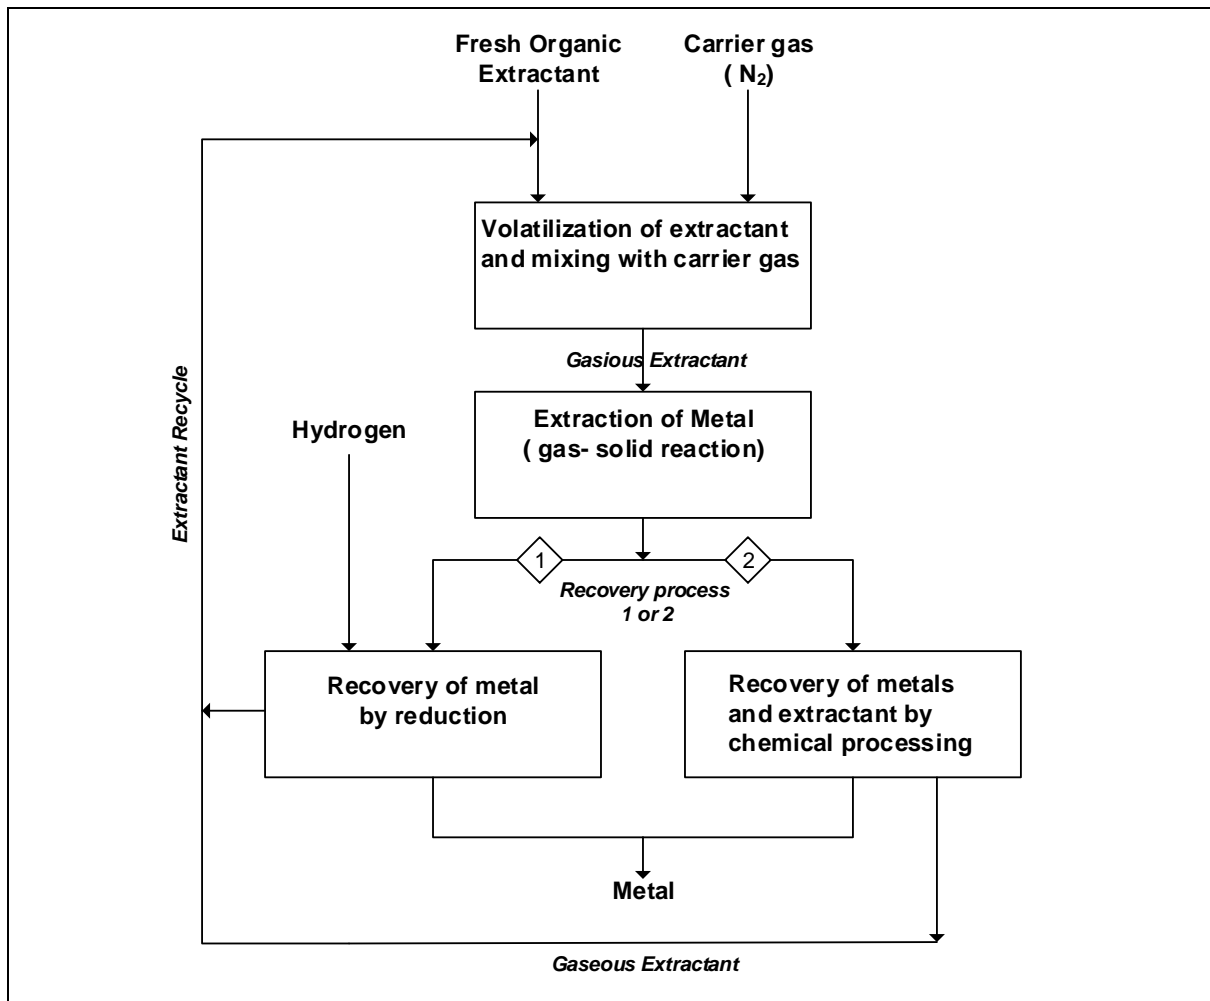 Fresh Organic
Extractant
Carrier gas
( N₂)
Volatilization of extractant
and mixing with carrier gas
Gasious Extractant
Extraction of Metal
( gas- solid reaction)
Hydrogen
Extractant Recycle
1
2
Recovery process
1 or 2
Recovery of metal
by reduction
Recovery of metals
and extractant by
chemical processing
Metal
Gaseous Extractant